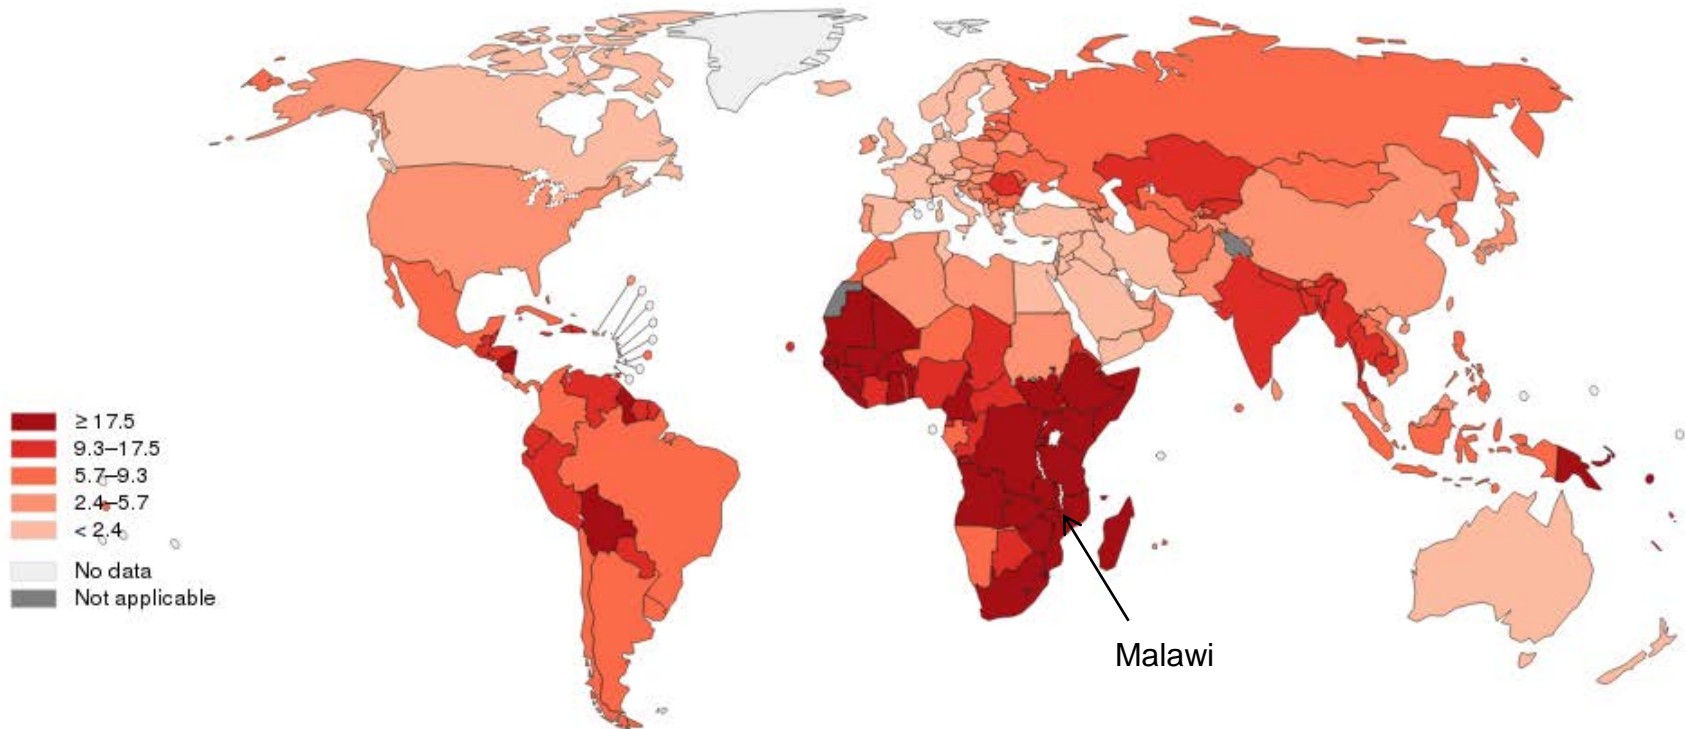 ≥ 17.5
9.3–17.5
5.7–9.3
2.4–5.7
< 2.4
No data
Not applicable
Malawi